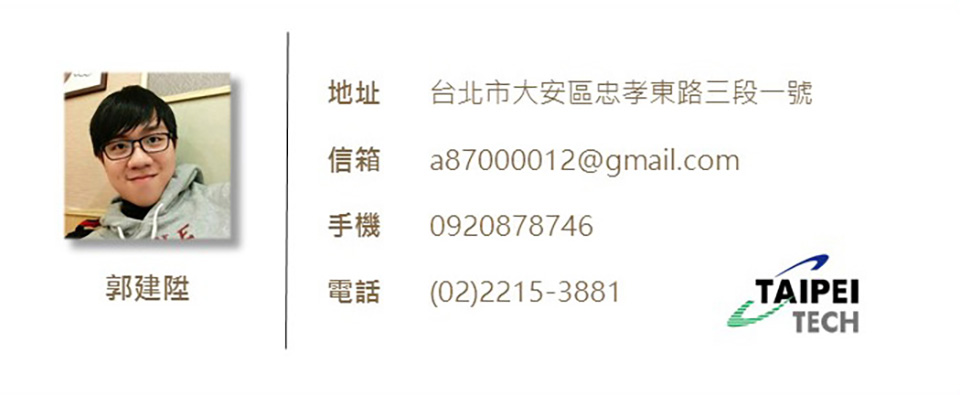 郭建陞
地址 台北市大安區忠孝東路三段一號
信箱 a87000012@gmail.com
手機 0920878746
電話 (02)2215-3881
TAIPEI
TECH